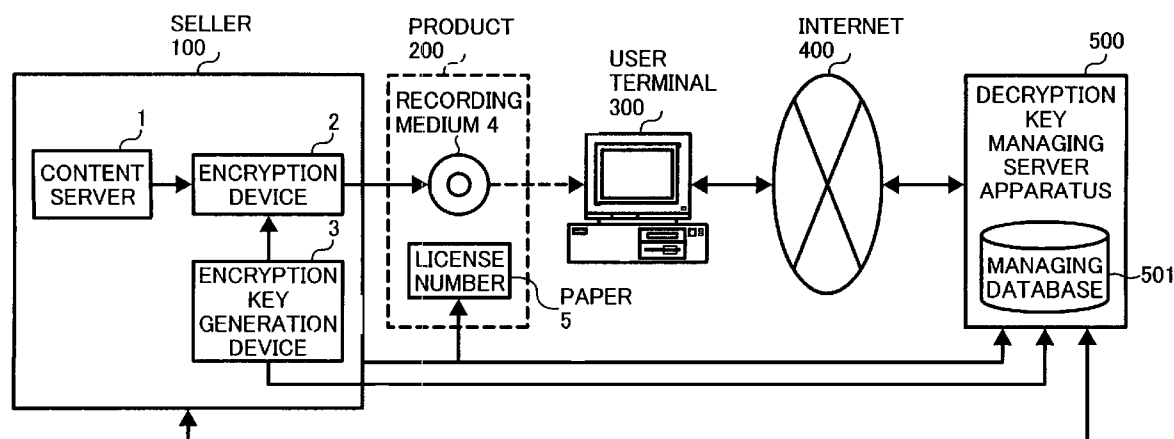 SELLER
100
PRODUCT
200
INTERNET
400
500
USER
TERMINAL
300
RECORDING
MEDIUM 4
DECRYPTION
KEY
MANAGING
SERVER
APPARATUS
1
2
CONTENT
SERVER
ENCRYPTION
DEVICE
3
ENCRYPTION
KEY
GENERATION
DEVICE
LICENSE
NUMBER
PAPER
5
MANAGING
DATABASE
501